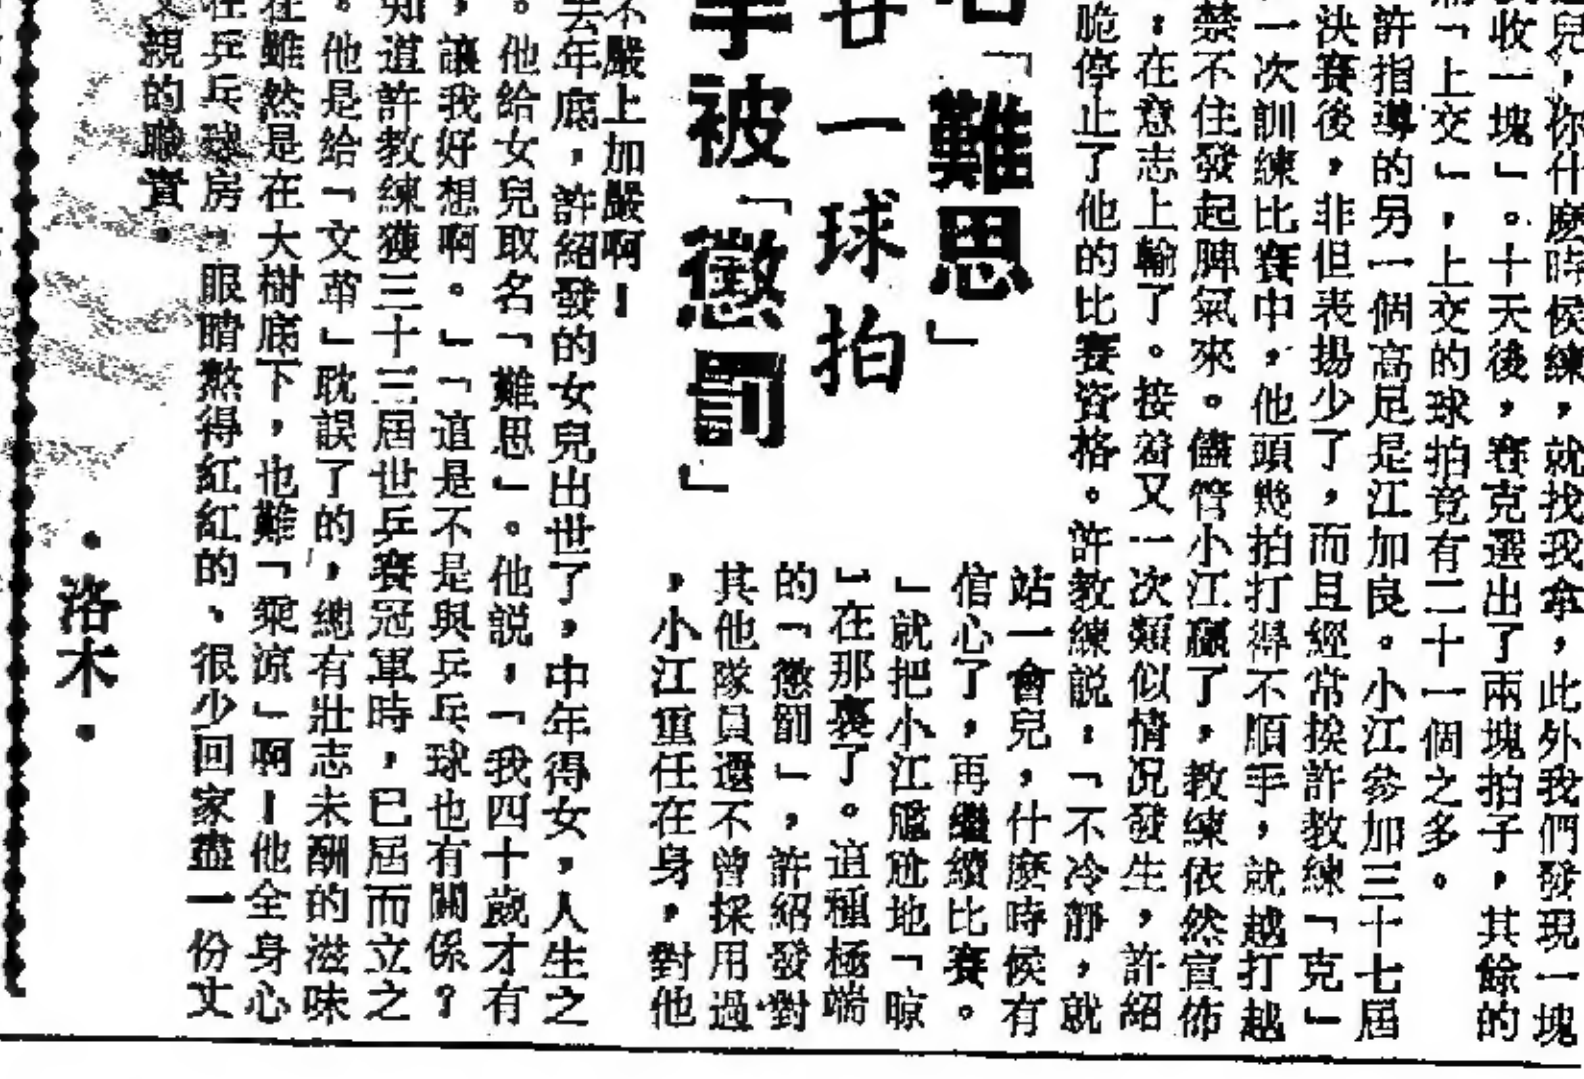 兒,你什麽時候練,就找我拿,此外我們發現一塊
收一塊」。十天後,賽克選出了兩塊拍子,其餘的
「上交」,上交的球拍竟有二十一個之多。
許指導的另一個高足是江加良。小江參加三十七屆
決賽後,非但表揚少了,而且經常挨許教練「克」
一次訓練比賽中,他頭幾拍打得不順手,就越打越
禁不住發起脾氣來。儘管小江贏了,教練依然宣佈
:在意志上輸了。接着又一次類似情况發生,許紹
脆停止了他的比賽資格。許教練説:「不冷靜,就
站一會兒,什麽時候有
信心了,再繼續比賽。
」就把小江尷尬地「晾
」在那裏了。這種極端
的「懲罰」,許紹發對
其他隊員還不曾採用過
,小江重任在身,對他
「難思」
廿一球拍
手被「懲罰」
不嚴上加嚴啊!
去年底,許紹發的女兒出世了,中年得女,人生之
。他給女兒取名「難思」。他説,「我四十歲才有
,讓我好想啊。」「這是不是與乒乓球也有關係?
知道許教練獲三十三屆世乒賽冠軍時,已屆而立之
。他是給「文革」耽誤了的,總有壯志未酬的滋味
在雖然是在大樹底下,也難「乘涼」啊!他全身心
在乒乓球房,眼睛熬得紅紅的、很少回家盡一份丈
親的職責。
·洛木·